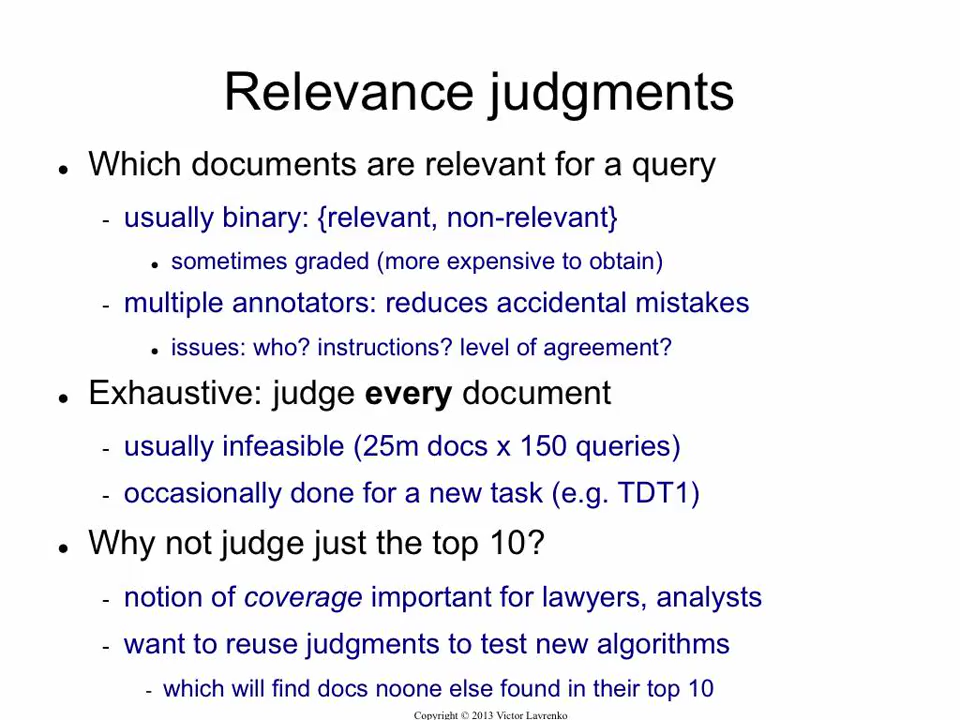 Relevance judgments
● Which documents are relevant for a query
- usually binary: {relevant, non-relevant}
● sometimes graded (more expensive to obtain)
- multiple annotators: reduces accidental mistakes
● issues: who? instructions? level of agreement?
● Exhaustive: judge every document
- usually infeasible (25m docs x 150 queries)
- occasionally done for a new task (e.g. TDT1)
● Why not judge just the top 10?
- notion of coverage important for lawyers, analysts
- want to reuse judgments to test new algorithms
- which will find docs noone else found in their top 10
Copyright © 2013 Victor Lavrenko